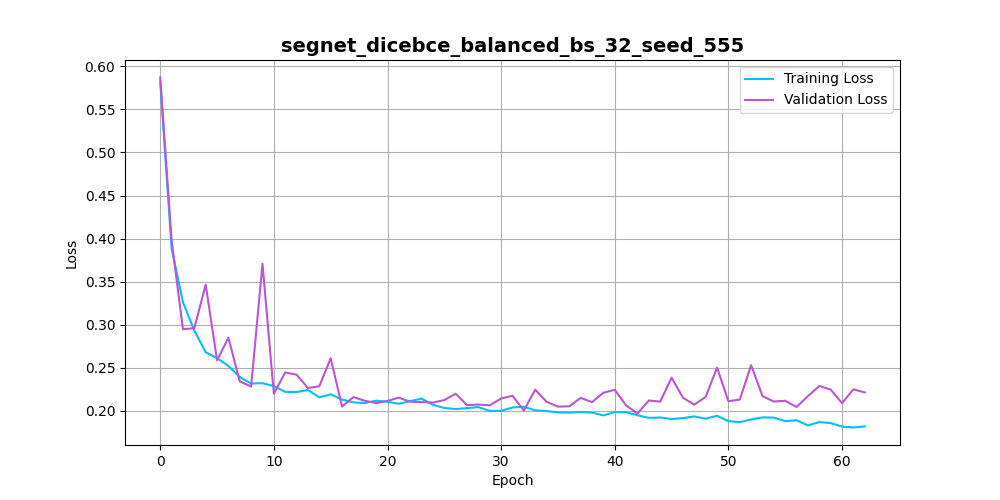 segnet_dicebce_balanced_bs_32_seed_555
Training Loss
Validation Loss
0.60
0.55
0.50
0.45
0.40
0.35
0.30
0.25
0.20
Loss
0 10 20 30 40 50 60
Epoch